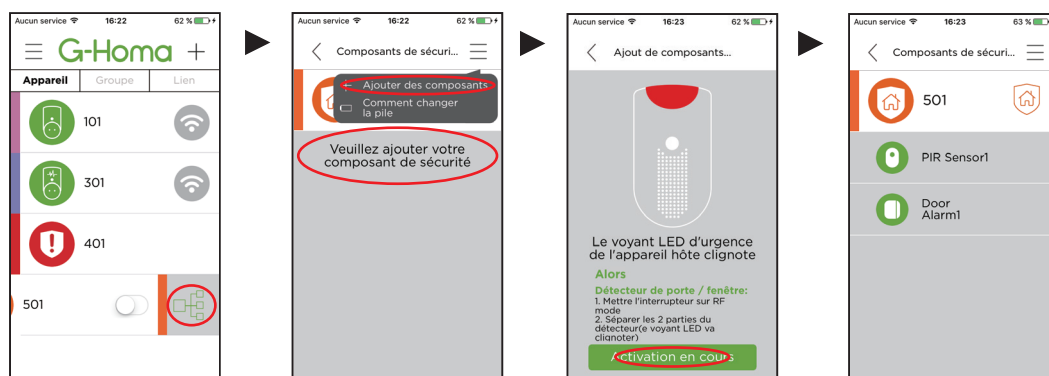 Aucun service 16:22 62 %
G-Homa
Appareil Groupe Lien
101
301
401
501
Aucun service 16:22 62 %
Composants de sécuri...
+ Ajouter des composants
Comment changer
la pile
Veuillez ajouter votre
composant de sécurité
Aucun service 16:23 62 %
Ajout de composants...
Le voyant LED d'urgence
de l'appareil hôte clignote
Alors
Détecteur de porte / fenêtre:
1. Mettre l'interrupteur sur RF
mode
2. Séparer les 2 parties du
détecteur(e voyant LED va
clignoter)
Activation en cours
Aucun service 16:23 63 %
Composants de sécuri...
501
PIR Sensor1
Door
Alarm1